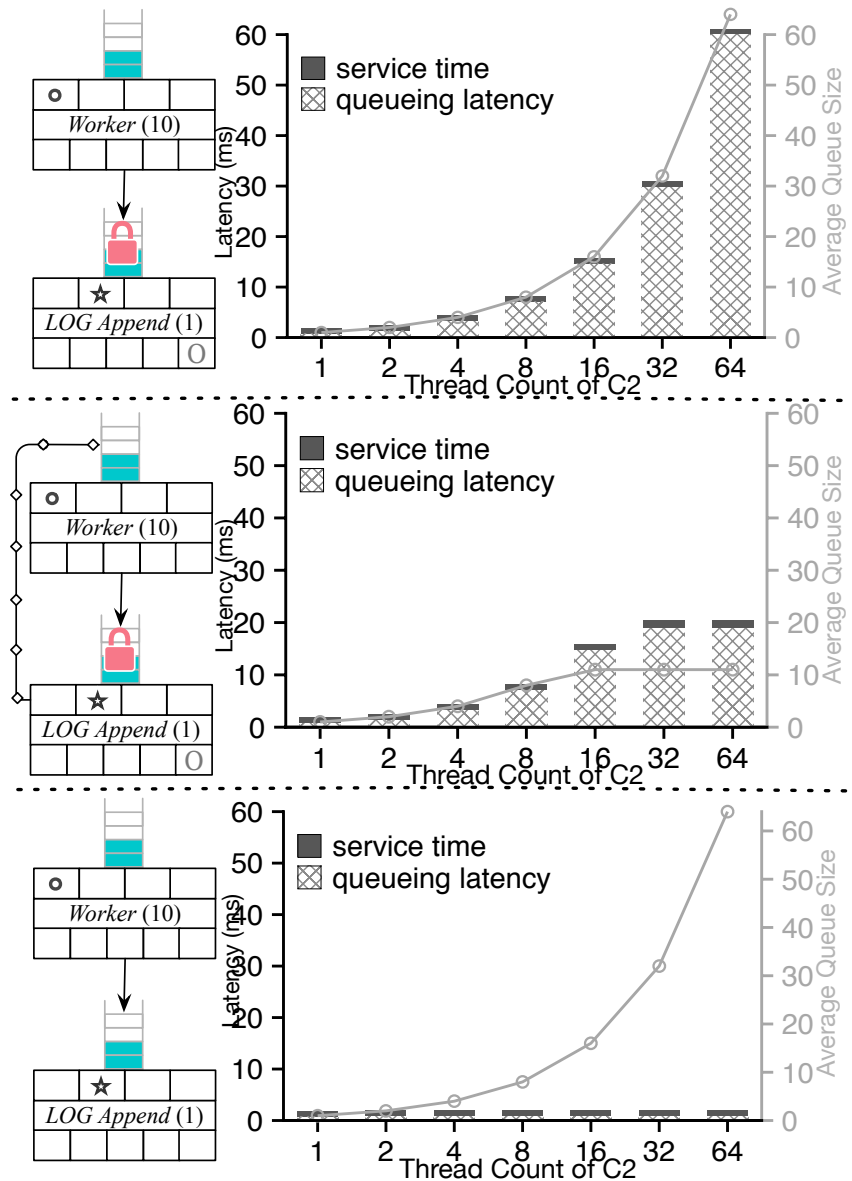 Worker (10)
LOG Append (1)
O
service time
queueing latency
Latency (ms)
60
50
40
30
20
10
0
60
50
40
30
20
10
0
Average Queue Size
1 2 4 8 16 32 64
Thread Count of C2
Worker (10)
LOG Append (1)
O
service time
queueing latency
Latency (ms)
60
50
40
30
20
10
0
60
50
40
30
20
10
0
Average Queue Size
1 2 4 8 16 32 64
Thread Count of C2
Worker (10)
LOG Append (1)
service time
queueing latency
Latency (ms)
60
50
40
30
20
10
0
60
50
40
30
20
10
0
Average Queue Size
1 2 4 8 16 32 64
Thread Count of C2